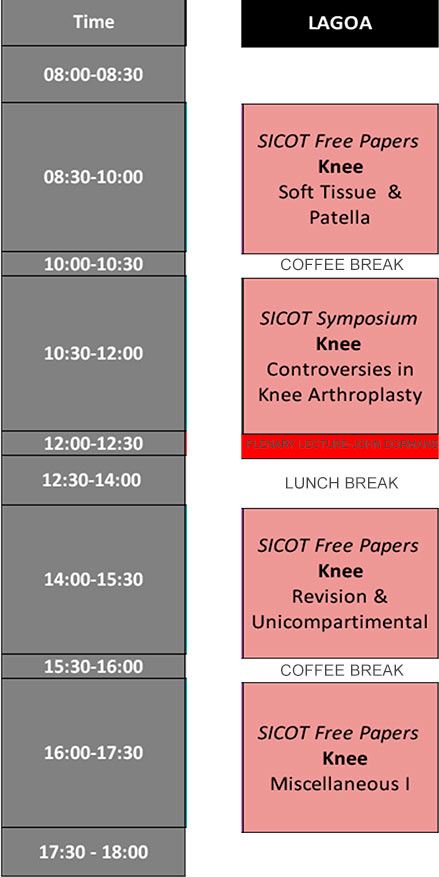 Time
LAGOA
08:00-08:30
08:30-10:00
SICOT Free Papers
Knee
Soft Tissue &
Patella
10:00-10:30
COFFEE BREAK
10:30-12:00
SICOT Symposium
Knee
Controversies in
Knee Arthroplasty
12:00-12:30
PLENARY LECTURE-JOHN DORMANS
12:30-14:00
LUNCH BREAK
14:00-15:30
SICOT Free Papers
Knee
Revision &
Unicompartimental
15:30-16:00
COFFEE BREAK
16:00-17:30
SICOT Free Papers
Knee
Miscellaneous I
17:30 - 18:00